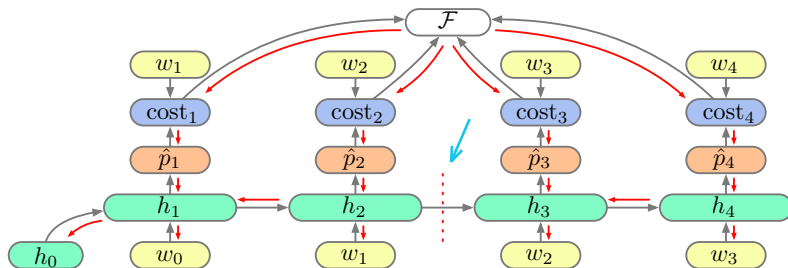 ℱ
w₁ w₂ w₃ w₄
cost₁ cost₂ cost₃ cost₄
p̂₁ p̂₂ p̂₃ p̂₄
h₁ h₂ h₃ h₄
h₀ w₀ w₁ w₂ w₃